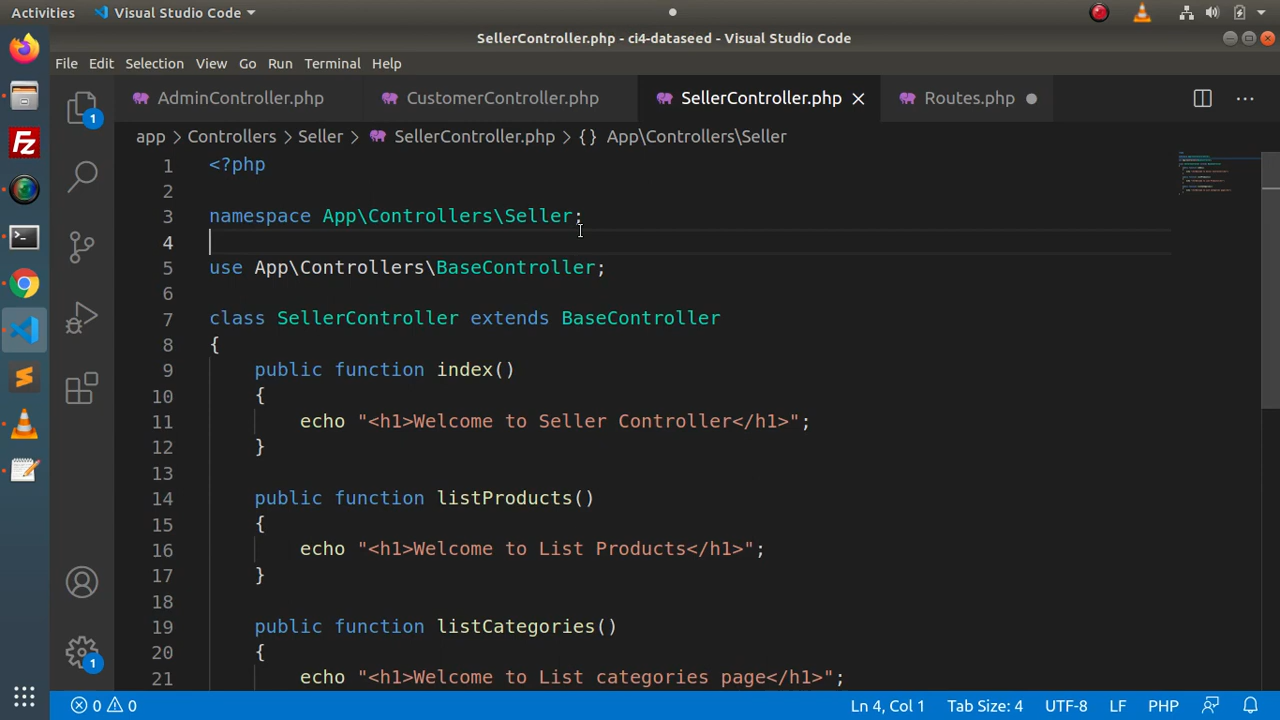 Activities Visual Studio Code
SellerController.php - ci4-dataseed - Visual Studio Code
File Edit Selection View Go Run Terminal Help
AdminController.php CustomerController.php SellerController.php Routes.php
app > Controllers > Seller > SellerController.php > {} App\Controllers\Seller
1 <?php
2
3 namespace App\Controllers\Seller;
4
5 use App\Controllers\BaseController;
6
7 class SellerController extends BaseController
8 {
9 public function index()
10 {
11 echo "<h1>Welcome to Seller Controller</h1>";
12 }
13
14 public function listProducts()
15 {
16 echo "<h1>Welcome to List Products</h1>";
17 }
18
19 public function listCategories()
20 {
21 echo "<h1>Welcome to List categories page</h1>";
1
1
Fz
0 0 Ln 4, Col 1 Tab Size: 4 UTF-8 LF PHP